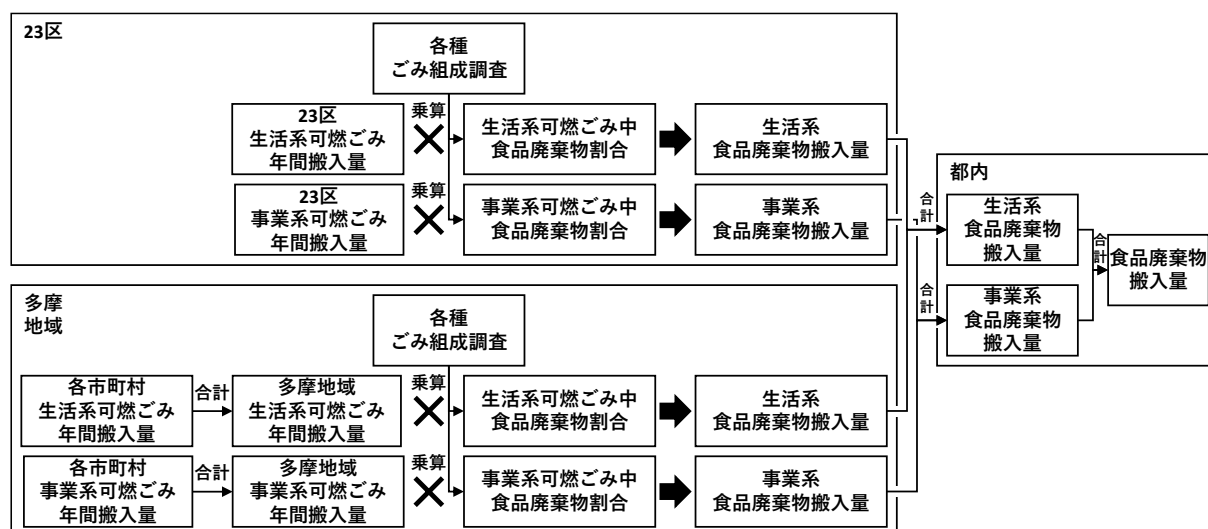 23区
各種
ごみ組成調査
23区
生活系可燃ごみ
年間搬入量
乗算
生活系可燃ごみ中
食品廃棄物割合
生活系
食品廃棄物搬入量
23区
事業系可燃ごみ
年間搬入量
乗算
事業系可燃ごみ中
食品廃棄物割合
事業系
食品廃棄物搬入量
多摩
地域
各種
ごみ組成調査
各市町村
生活系可燃ごみ
年間搬入量
合計
多摩地域
生活系可燃ごみ
年間搬入量
乗算
生活系可燃ごみ中
食品廃棄物割合
生活系
食品廃棄物搬入量
各市町村
事業系可燃ごみ
年間搬入量
合計
多摩地域
事業系可燃ごみ
年間搬入量
乗算
事業系可燃ごみ中
食品廃棄物割合
事業系
食品廃棄物搬入量
都内
合計
生活系
食品廃棄物
搬入量
合計
事業系
食品廃棄物
搬入量
合計
食品廃棄物
搬入量